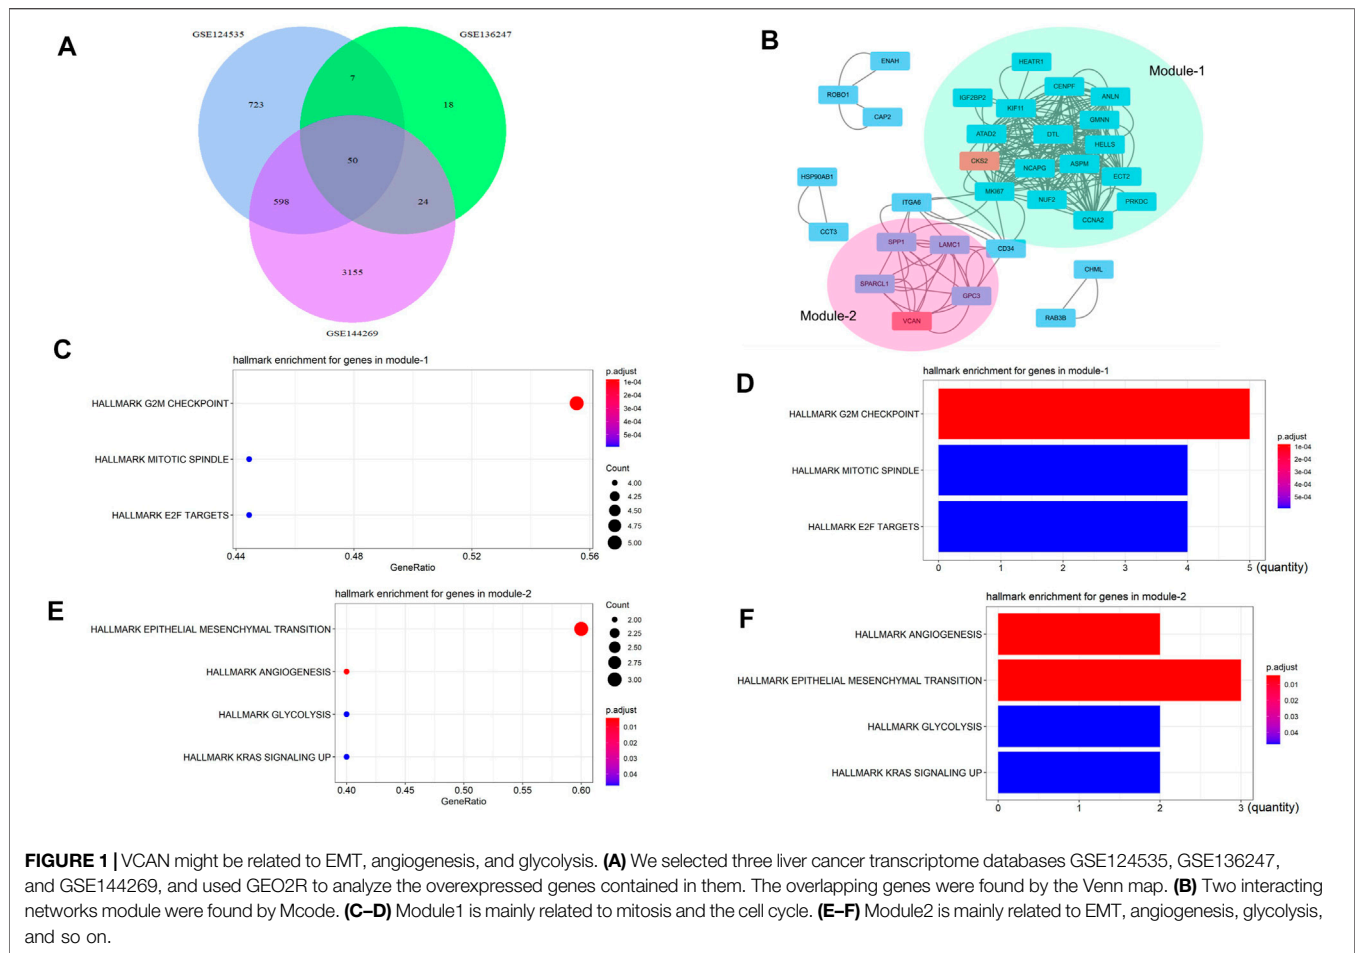 A
GSE124535
GSE136247
7
723
18
50
598
24
3155
GSE144269
B
Module-1
ENAH
ROBO1
CAP2
HSP90AB1
CCT3
HEATR1
CENPF
IGF2BP2
KIF11
ANLN
GMNN
ATAD2
DTL
HELLS
CKS2
NCAPG
ASPM
ECT2
MKI67
NUF2
PRKDC
CCNA2
ITGA6
CD34
SPP1
LAMC1
SPARCL1
GPC3
VCAN
Module-2
CHML
RAB3B
C
hallmark enrichment for genes in module-1
HALLMARK G2M CHECKPOINT
HALLMARK MITOTIC SPINDLE
HALLMARK E2F TARGETS
0.44 0.48 0.52 0.56
GeneRatio
p.adjust
1e-04
2e-04
3e-04
4e-04
5e-04
Count
4.00
4.25
4.50
4.75
5.00
D
hallmark enrichment for genes in module-1
HALLMARK G2M CHECKPOINT
HALLMARK MITOTIC SPINDLE
HALLMARK E2F TARGETS
0 1 2 3 4 5 (quantity)
p.adjust
1e-04
2e-04
3e-04
4e-04
5e-04
E
hallmark enrichment for genes in module-2
HALLMARK EPITHELIAL MESENCHYMAL TRANSITION
HALLMARK ANGIOGENESIS
HALLMARK GLYCOLYSIS
HALLMARK KRAS SIGNALING UP
0.40 0.45 0.50 0.55 0.60
GeneRatio
Count
2.00
2.25
2.50
2.75
3.00
p.adjust
0.01
0.02
0.03
0.04
F
hallmark enrichment for genes in module-2
HALLMARK ANGIOGENESIS
HALLMARK EPITHELIAL MESENCHYMAL TRANSITION
HALLMARK GLYCOLYSIS
HALLMARK KRAS SIGNALING UP
0 1 2 3 (quantity)
p.adjust
0.01
0.02
0.03
0.04
FIGURE 1 | VCAN might be related to EMT, angiogenesis, and glycolysis. (A) We selected three liver cancer transcriptome databases GSE124535, GSE136247,
and GSE144269, and used GEO2R to analyze the overexpressed genes contained in them. The overlapping genes were found by the Venn map. (B) Two interacting
networks module were found by Mcode. (C–D) Module1 is mainly related to mitosis and the cell cycle. (E–F) Module2 is mainly related to EMT, angiogenesis, glycolysis,
and so on.